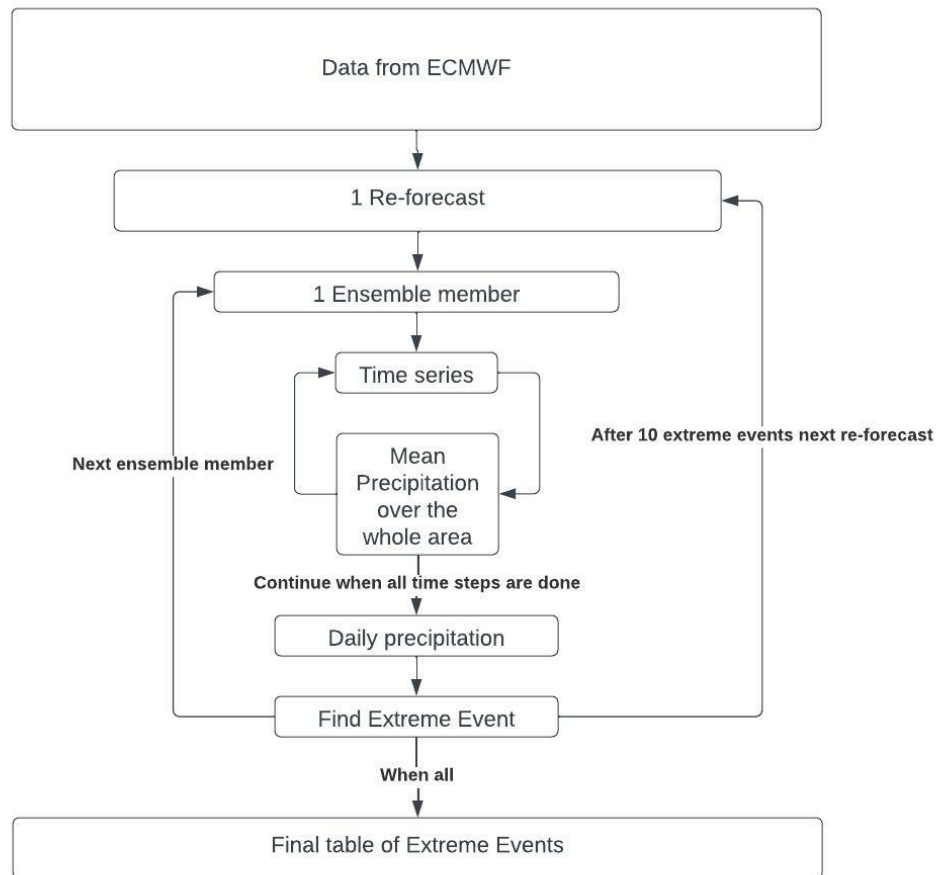 Data from ECMWF
1 Re-forecast
1 Ensemble member
Time series
After 10 extreme events next re-forecast
Next ensemble member
Mean
Precipitation
over the
whole area
Continue when all time steps are done
Daily precipitation
Find Extreme Event
When all
Final table of Extreme Events